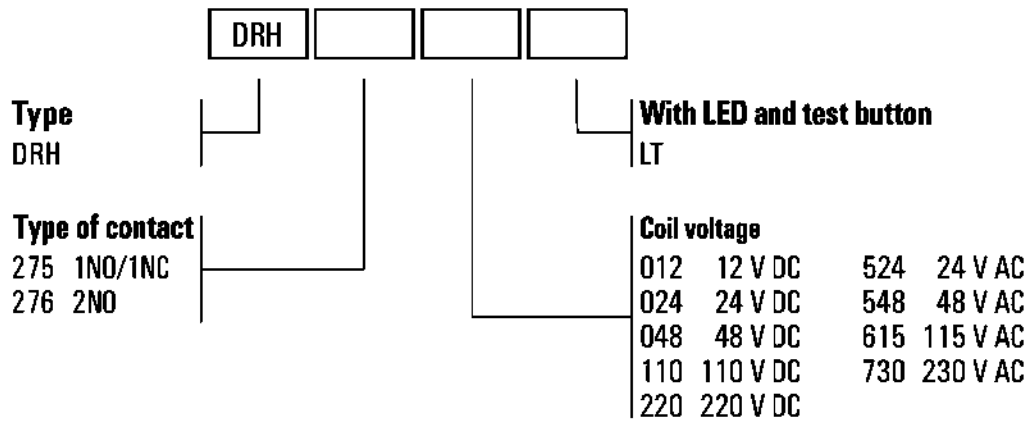 DRH
Type
DRH
With LED and test button
LT
Type of contact
275 1NO/1NC
276 2NO
Coil voltage
012 12 V DC 524 24 V AC
024 24 V DC 548 48 V AC
048 48 V DC 615 115 V AC
110 110 V DC 730 230 V AC
220 220 V DC